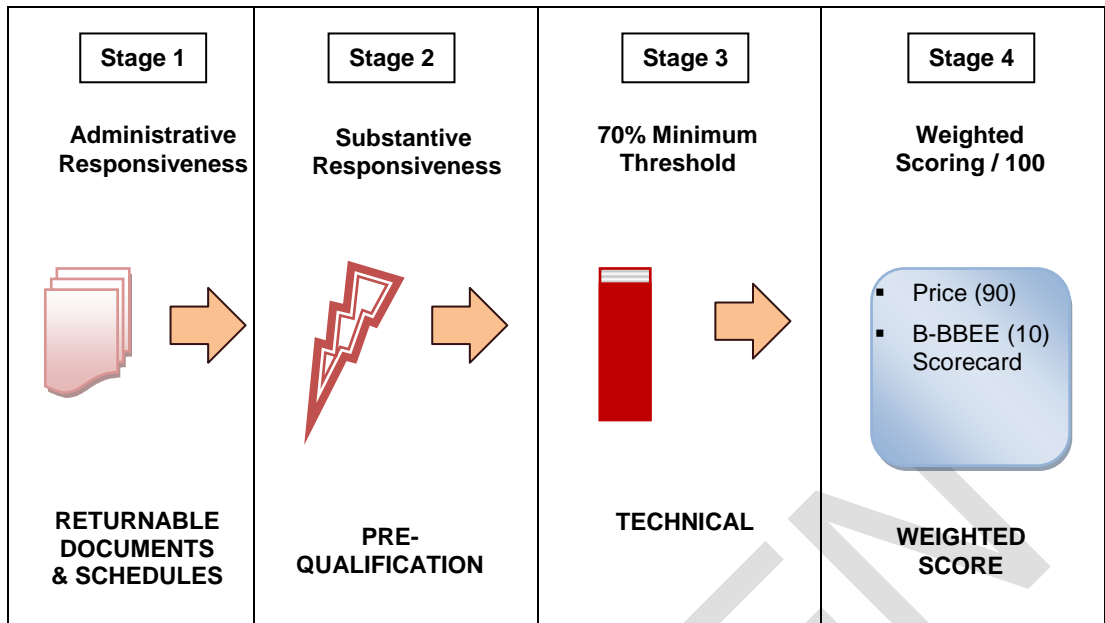 Stage 1
Administrative
Responsiveness
RETURNABLE
DOCUMENTS
& SCHEDULES
Stage 2
Substantive
Responsiveness
PRE-
QUALIFICATION
Stage 3
70% Minimum
Threshold
TECHNICAL
Stage 4
Weighted
Scoring / 100
▪ Price (90)
▪ B-BBEE (10)
Scorecard
WEIGHTED
SCORE